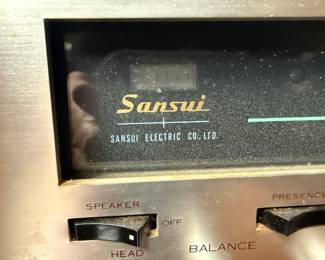 Sansui
SANSUI ELECTRIC CO., LTD.
SPEAKER
PRESENCE
OFF
HEAD
BALANCE